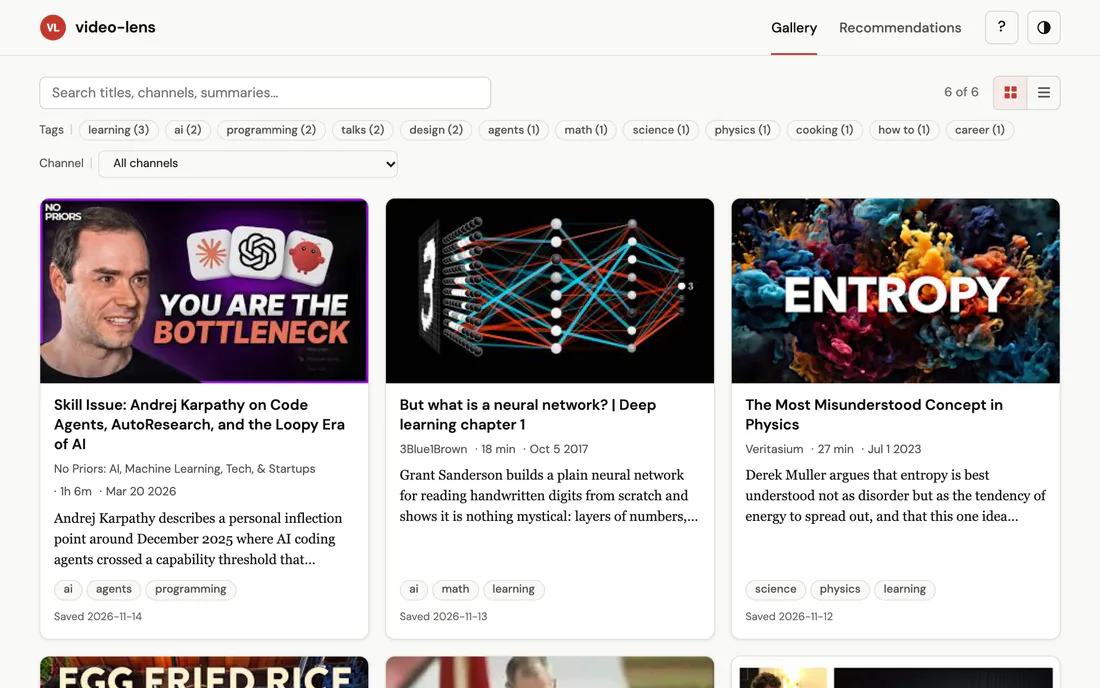 VL video-lens
Gallery
Recommendations
?
Search titles, channels, summaries…
6 of 6
Tags
learning (3)
ai (2)
programming (2)
talks (2)
design (2)
agents (1)
math (1)
science (1)
physics (1)
cooking (1)
how to (1)
career (1)
Channel
All channels
NO
PRIORS
YOU ARE THE
BOTTLENECK
Skill Issue: Andrej Karpathy on Code
Agents, AutoResearch, and the Loopy Era
of AI
No Priors: AI, Machine Learning, Tech, & Startups
· 1h 6m · Mar 20 2026
Andrej Karpathy describes a personal inflection
point around December 2025 where AI coding
agents crossed a capability threshold that…
ai
agents
programming
Saved 2026-11-14
3
3
But what is a neural network? | Deep
learning chapter 1
3Blue1Brown · 18 min · Oct 5 2017
Grant Sanderson builds a plain neural network
for reading handwritten digits from scratch and
shows it is nothing mystical: layers of numbers,…
ai
math
learning
Saved 2026-11-13
ENTROPY
The Most Misunderstood Concept in
Physics
Veritasium · 27 min · Jul 1 2023
Derek Muller argues that entropy is best
understood not as disorder but as the tendency of
energy to spread out, and that this one idea…
science
physics
learning
Saved 2026-11-12
EGG FRIED RICE